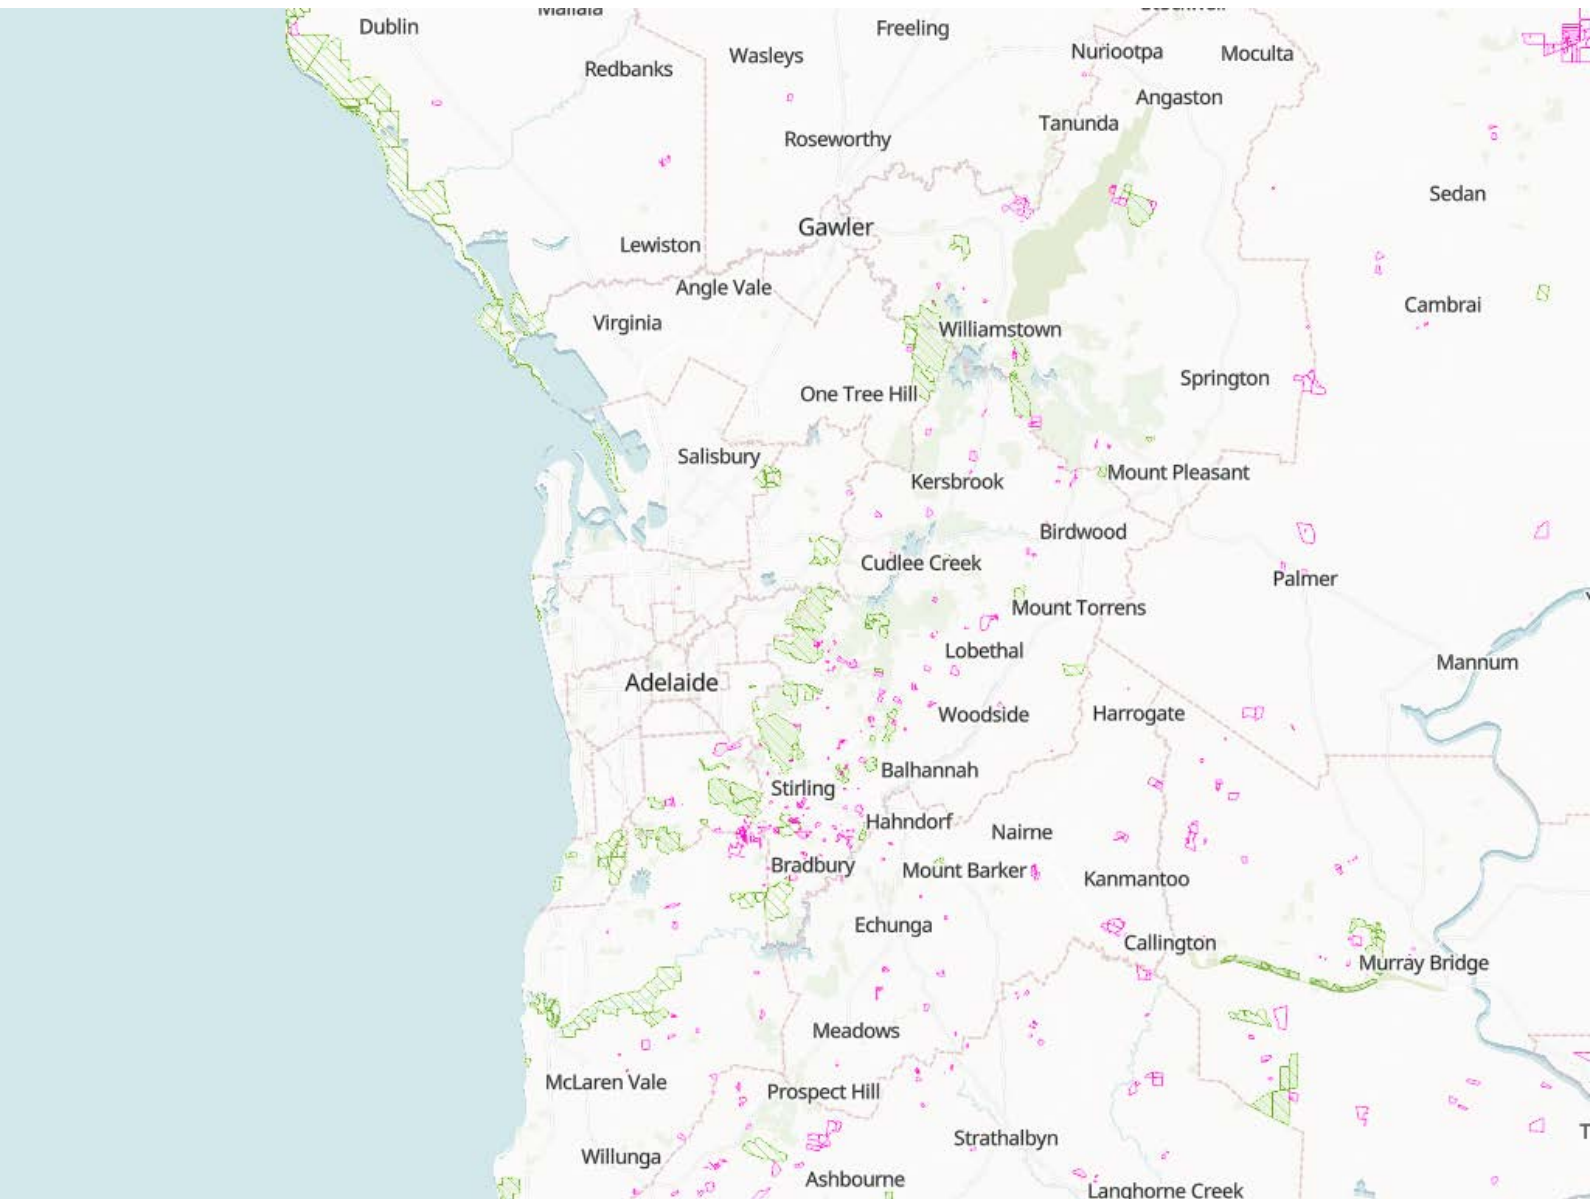 Dublin
Freeling
Wasleys
Nuriootpa
Moculta
Redbanks
Angaston
Tanunda
Roseworthy
Sedan
Gawler
Lewiston
Angle Vale
Cambrai
Virginia
Williamstown
Springton
One Tree Hill
Salisbury
Mount Pleasant
Kersbrook
Birdwood
Cudlee Creek
Palmer
Mount Torrens
Lobethal
Mannum
Adelaide
Woodside
Harrogate
Balhannah
Stirling
Hahndorf
Nairne
Bradbury
Mount Barker
Kanmantoo
Echunga
Callington
Murray Bridge
Meadows
McLaren Vale
Prospect Hill
Strathalbyn
Willunga
Ashbourne
Langhorne Creek